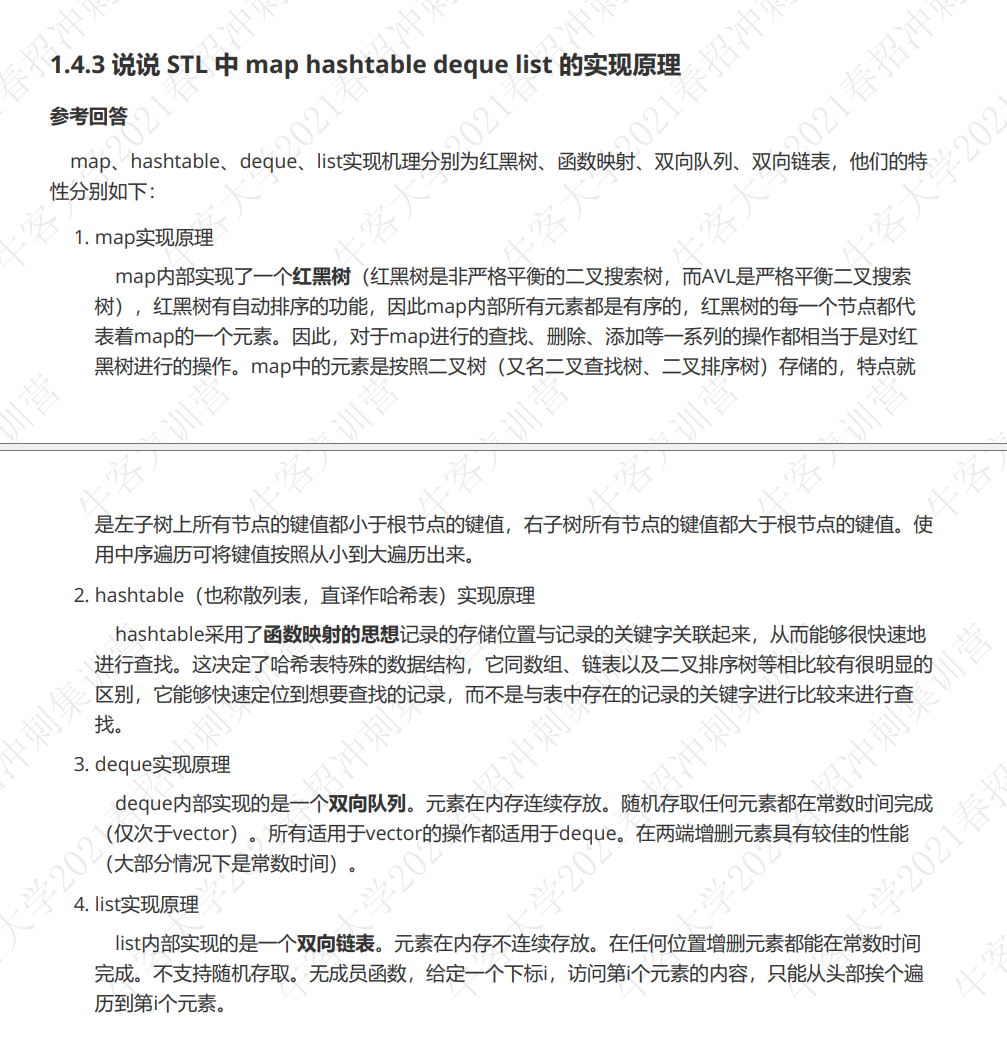 1.4.3 说说 STL 中 map hashtable deque list 的实现原理
参考回答
map、hashtable、deque、list实现机理分别为红黑树、函数映射、双向队列、双向链表，他们的特
性分别如下：
1. map实现原理
map内部实现了一个红黑树（红黑树是非严格平衡的二叉搜索树，而AVL是严格平衡二叉搜索
树），红黑树有自动排序的功能，因此map内部所有元素都是有序的，红黑树的每一个节点都代
表着map的一个元素。因此，对于map进行的查找、删除、添加等一系列的操作都相当于是对红
黑树进行的操作。map中的元素是按照二叉树（又名二叉查找树、二叉排序树）存储的，特点就
是左子树上所有节点的键值都小于根节点的键值，右子树所有节点的键值都大于根节点的键值。使
用中序遍历可将键值按照从小到大遍历出来。
2. hashtable（也称散列表，直译作哈希表）实现原理
hashtable采用了函数映射的思想记录的存储位置与记录的关键字关联起来，从而能够很快速地
进行查找。这决定了哈希表特殊的数据结构，它同数组、链表以及二叉排序树等相比较有很明显的
区别，它能够快速定位到想要查找的记录，而不是与表中存在的记录的关键字进行比较来进行查
找。
3. deque实现原理
deque内部实现的是一个双向队列。元素在内存连续存放。随机存取任何元素都在常数时间完成
（仅次于vector）。所有适用于vector的操作都适用于deque。在两端增删元素具有较佳的性能
（大部分情况下是常数时间）。
4. list实现原理
list内部实现的是一个双向链表。元素在内存不连续存放。在任何位置增删元素都能在常数时间
完成。不支持随机存取。无成员函数，给定一个下标i，访问第i个元素的内容，只能从头部挨个遍
历到第i个元素。